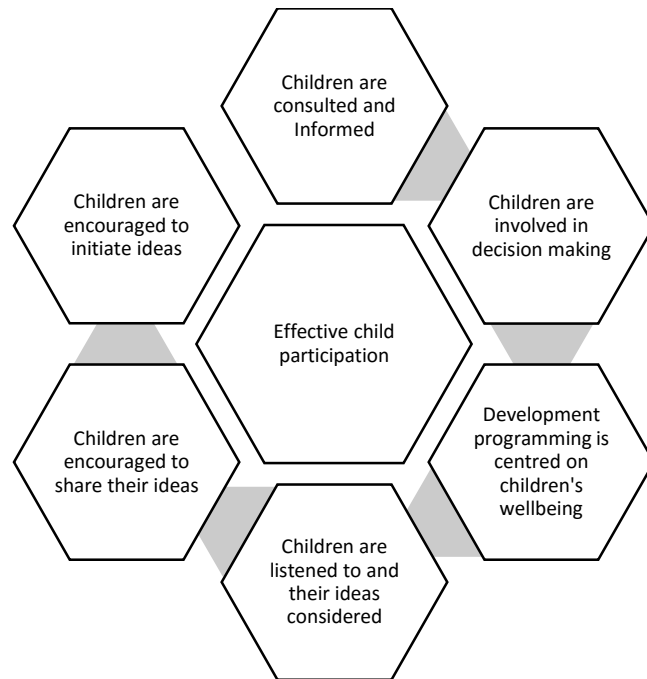 Children are
consulted and
Informed
Children are
involved in
decision making
Development
programming is
centred on
children's
wellbeing
Children are
listened to and
their ideas
considered
Children are
encouraged to
share their ideas
Children are
encouraged to
initiate ideas
Effective child
participation